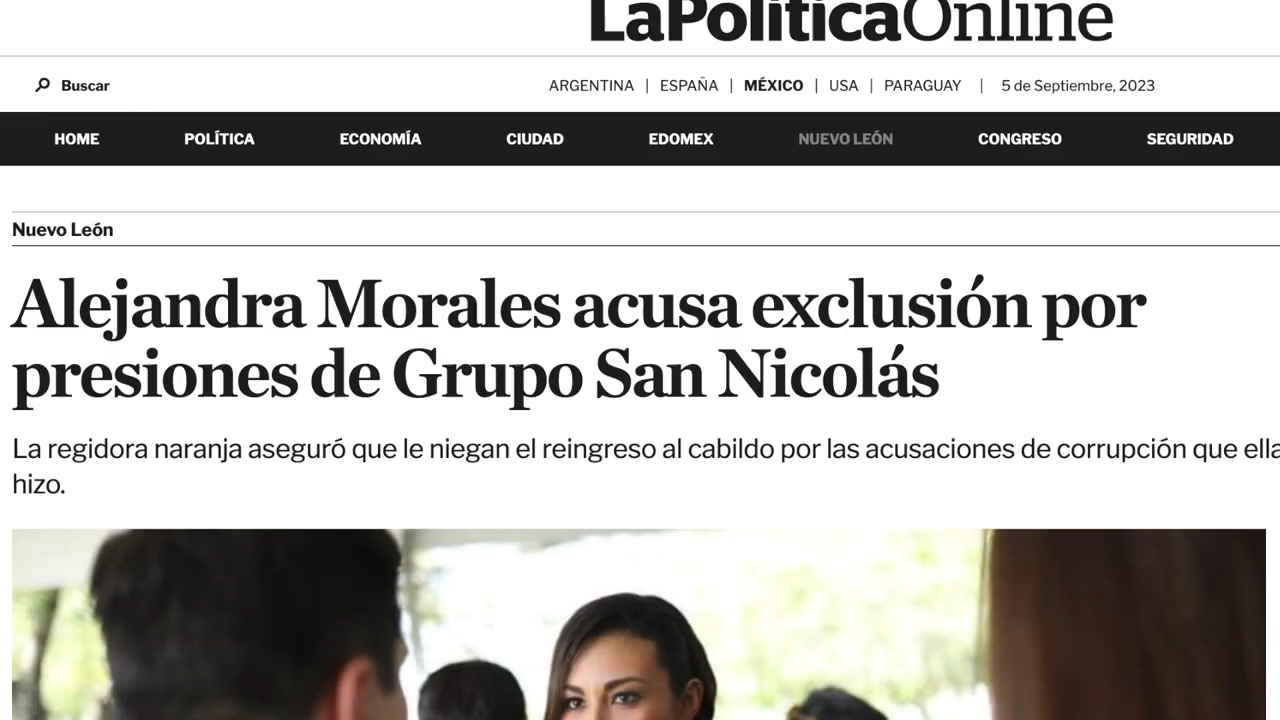 LaPolíticaOnline
Buscar
ARGENTINA | ESPAÑA | MÉXICO | USA | PARAGUAY | 5 de Septiembre, 2023
HOME POLÍTICA ECONOMÍA CIUDAD EDOMEX NUEVO LEÓN CONGRESO SEGURIDAD
Nuevo León
Alejandra Morales acusa exclusión por
presiones de Grupo San Nicolás
La regidora naranja aseguró que le niegan el reingreso al cabildo por las acusaciones de corrupción que ella
hizo.